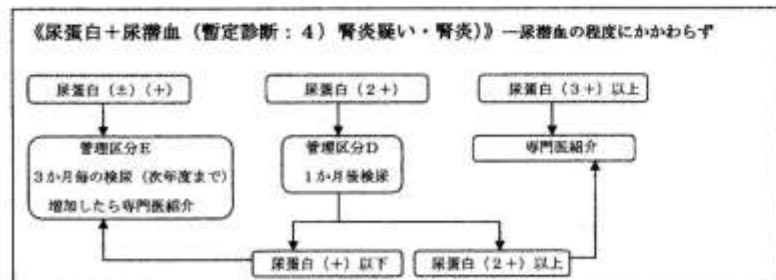 《尿蛋白＋尿潜血（暫定診断：４）腎炎疑い・腎炎）》―尿潜血の程度にかかわらず
尿蛋白（±）（＋）
尿蛋白（２＋）
尿蛋白（３＋）以上
管理区分Ｅ
３か月毎の検尿（次年度まで）
増加したら専門医紹介
管理区分Ｄ
１か月後検尿
専門医紹介
尿蛋白（＋）以下
尿蛋白（２＋）以上